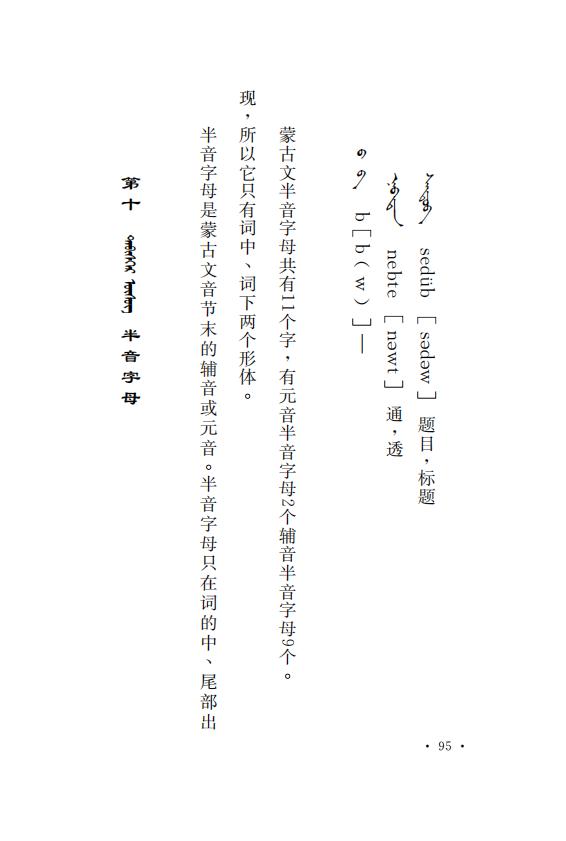 第十 ᠳᠡᠪᠢᠰᠭᠡᠷ ᠦᠰᠦᠭ 半音字母
半音字母是蒙古文音节末的辅音或元音。半音字母只在词的中、尾部出
现，所以它只有词中、词下两个形体。
蒙古文半音字母共有11个字，有元音半音字母2个辅音半音字母9个。
b［b（w）］—
ᠨᠡᠪᠲᠡ nebte ［nəwt］ 通，透
ᠰᠡᠳᠦᠪ sedüb ［sədəw］ 题目，标题
· 95 ·